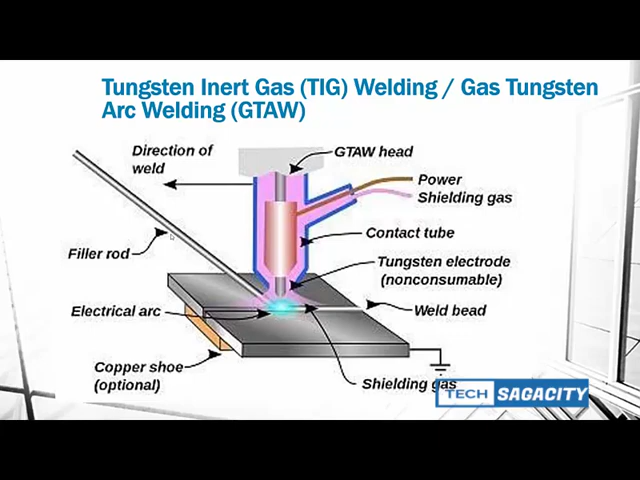 Tungsten Inert Gas (TIG) Welding / Gas Tungsten
Arc Welding (GTAW)
Direction of
weld
GTAW head
Power
Shielding gas
Contact tube
Filler rod
Tungsten electrode
(nonconsumable)
Electrical arc
Weld bead
Copper shoe
(optional)
Shielding gas
TECH SAGACITY